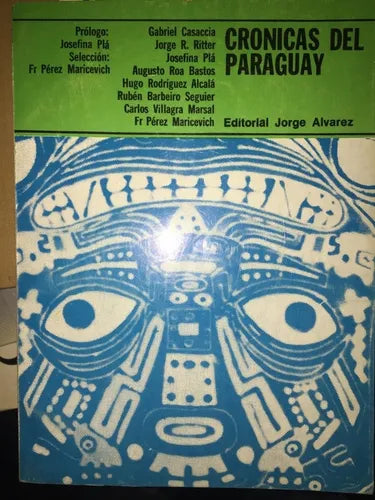 Prólogo:
Josefina Plá
Selección:
Fr Pérez Maricevich
Gabriel Casaccia
Jorge R. Ritter
Josefina Plá
Augusto Roa Bastos
Hugo Rodríguez Alcalá
Rubén Barbeiro Seguier
Carlos Villagra Marsal
Fr Pérez Maricevich
CRONICAS DEL
PARAGUAY
Editorial Jorge Alvarez